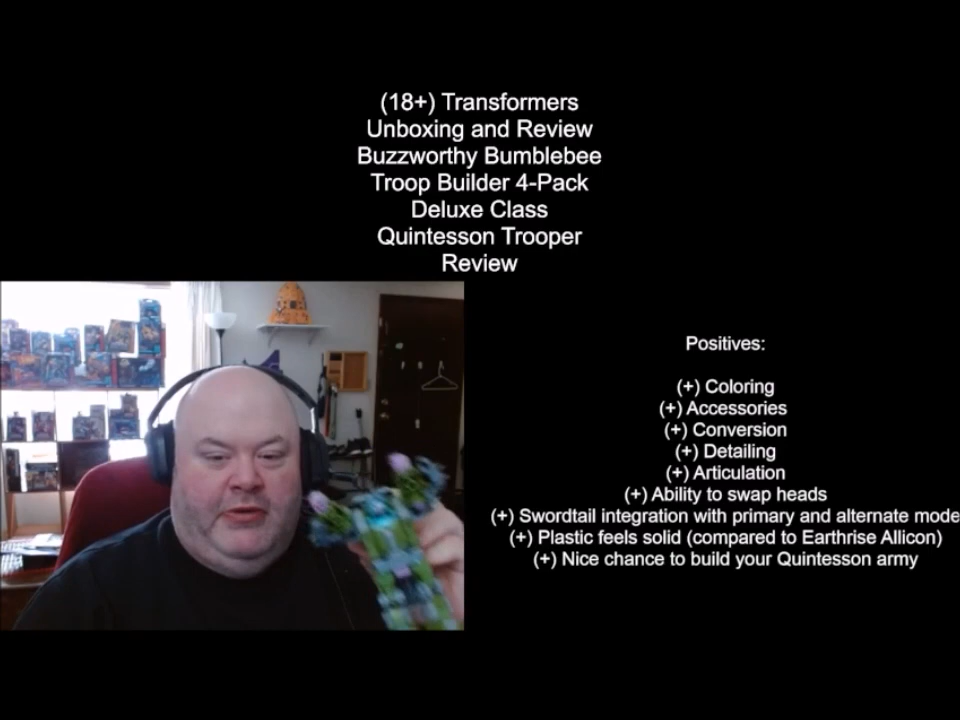 (18+) Transformers
Unboxing and Review
Buzzworthy Bumblebee
Troop Builder 4-Pack
Deluxe Class
Quintesson Trooper
Review
Positives:
(+) Coloring
(+) Accessories
(+) Conversion
(+) Detailing
(+) Articulation
(+) Ability to swap heads
(+) Swordtail integration with primary and alternate mode
(+) Plastic feels solid (compared to Earthrise Allicon)
(+) Nice chance to build your Quintesson army